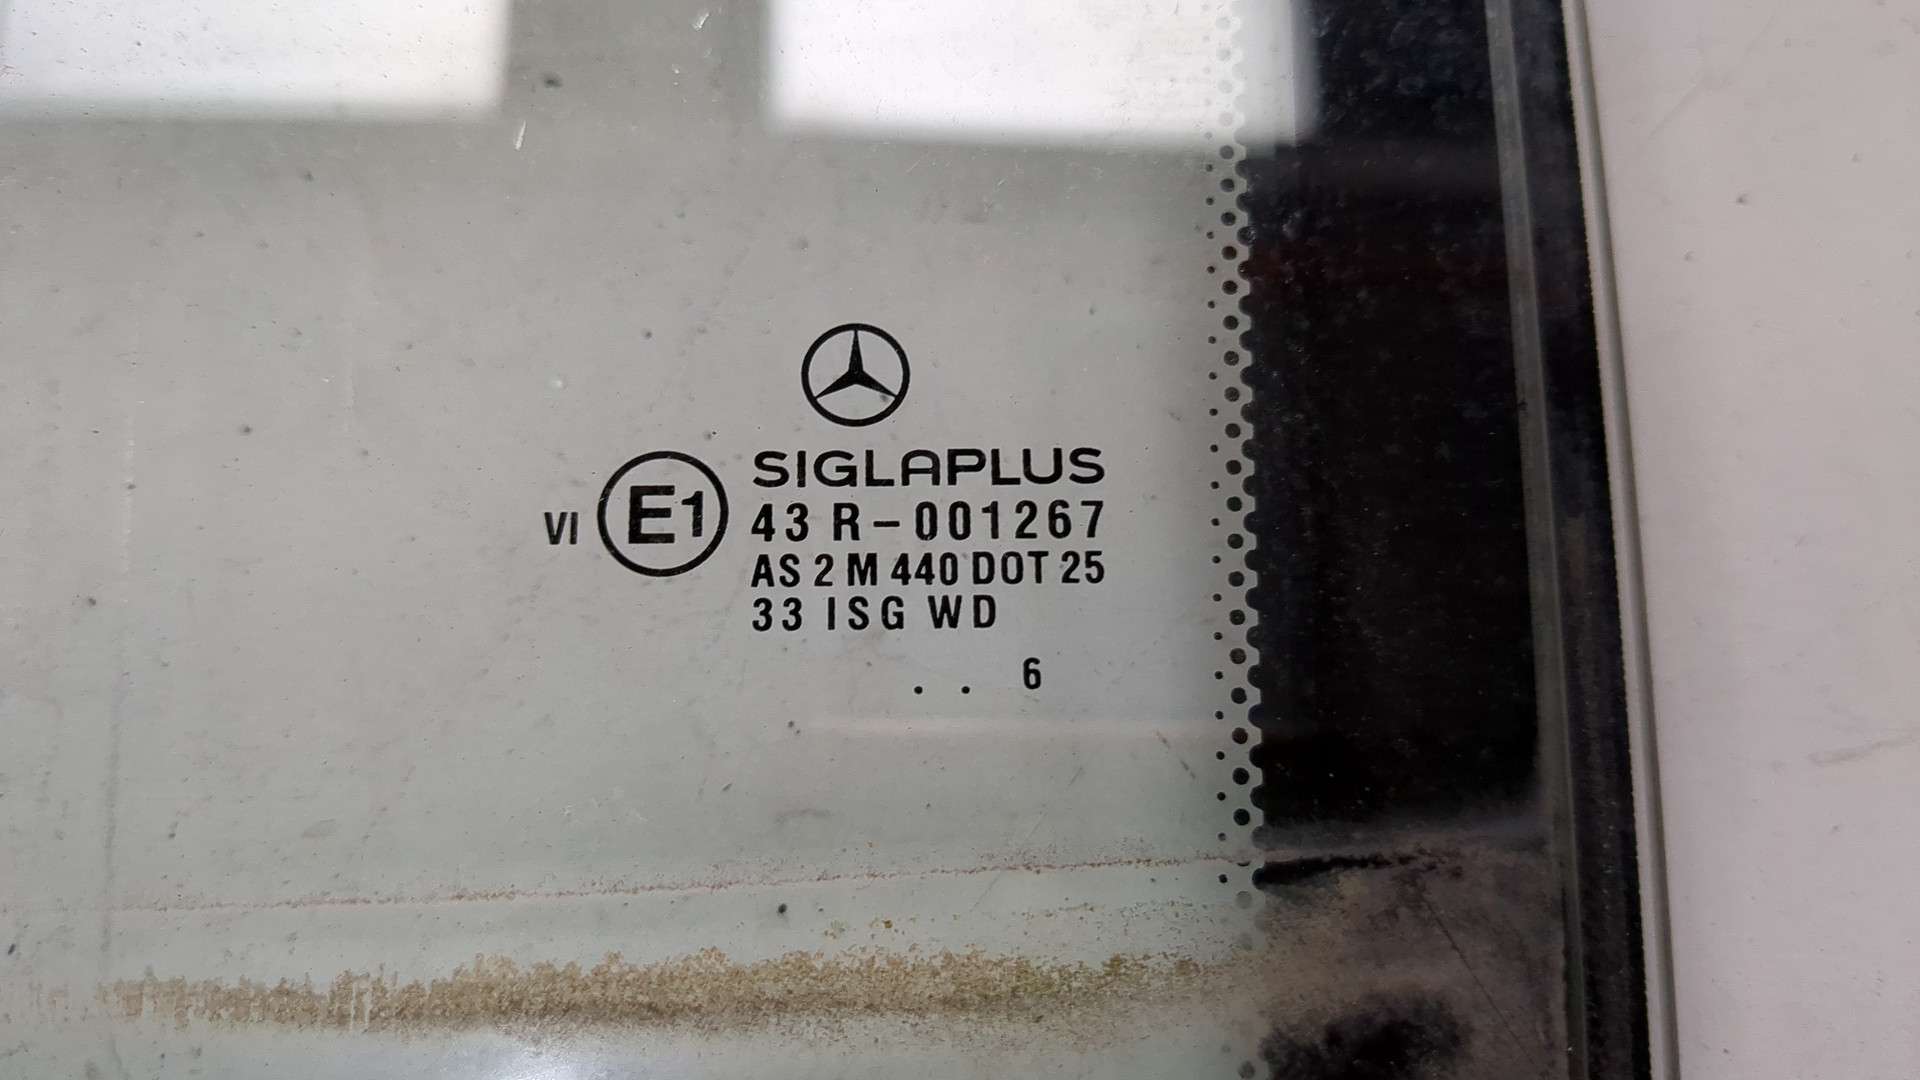 SIGLAPLUS
VI E1 43 R-001267
AS 2 M 440 DOT 25
33 ISG WD
. . 6